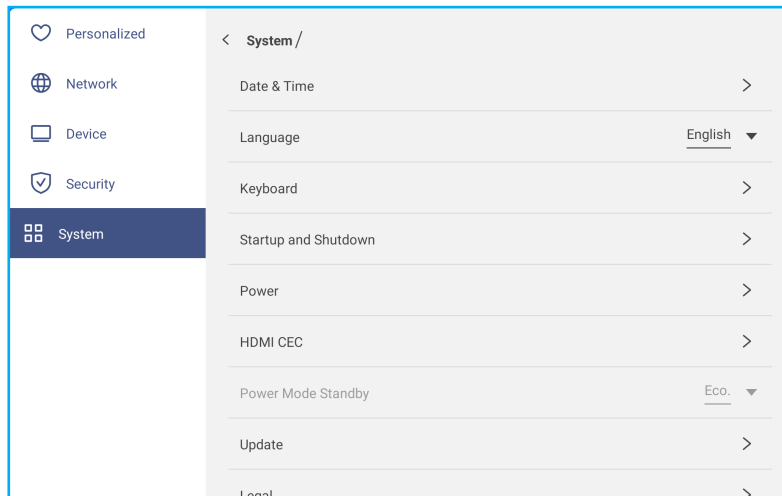 Personalized
Network
Device
Security
System
System/
Date & Time
Language English
Keyboard
Startup and Shutdown
Power
HDMI CEC
Power Mode Standby Eco.
Update
Legal